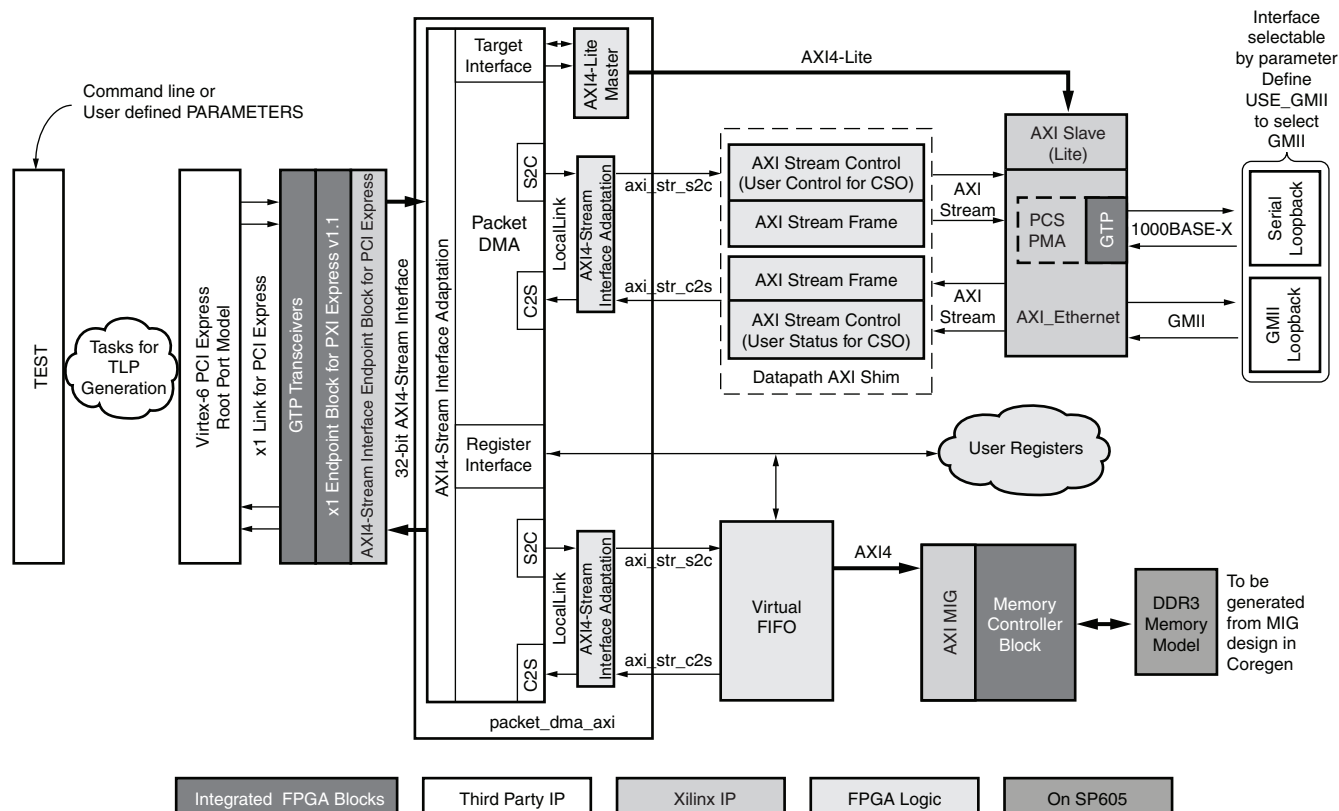 Command line or
User defined PARAMETERS
TEST
Tasks for
TLP
Generation
Virtex-6 PCI Express
Root Port Model
x1 Link for PCI Express
GTP Transceivers
x1 Endpoint Block for PXI Express v1.1
AXI4-Stream Interface Endpoint Block for PCI Express
32-bit AXI4-Stream Interface
AXI4-Stream Interface Adaptation
Target
Interface
Packet
DMA
S2C
C2S
Register
Interface
S2C
C2S
AXI4-Lite
Master
LocalLink
AXI4-Stream
Interface Adaptation
LocalLink
AXI4-Stream
Interface Adaptation
packet_dma_axi
AXI4-Lite
axi_str_s2c
axi_str_c2s
AXI Stream Control
(User Control for CSO)
AXI Stream Frame
AXI Stream Frame
AXI Stream Control
(User Status for CSO)
Datapath AXI Shim
AXI
Stream
AXI
Stream
AXI Slave
(Lite)
PCS
PMA
GTP
AXI_Ethernet
1000BASE-X
GMII
Interface
selectable
by parameter
Define
USE_GMII
to select
GMII
Serial
Loopback
GMII
Loopback
User Registers
axi_str_s2c
axi_str_c2s
Virtual
FIFO
AXI4
AXI MIG
Memory
Controller
Block
DDR3
Memory
Model
To be
generated
from MIG
design in
Coregen
Integrated FPGA Blocks
Third Party IP
Xilinx IP
FPGA Logic
On SP605